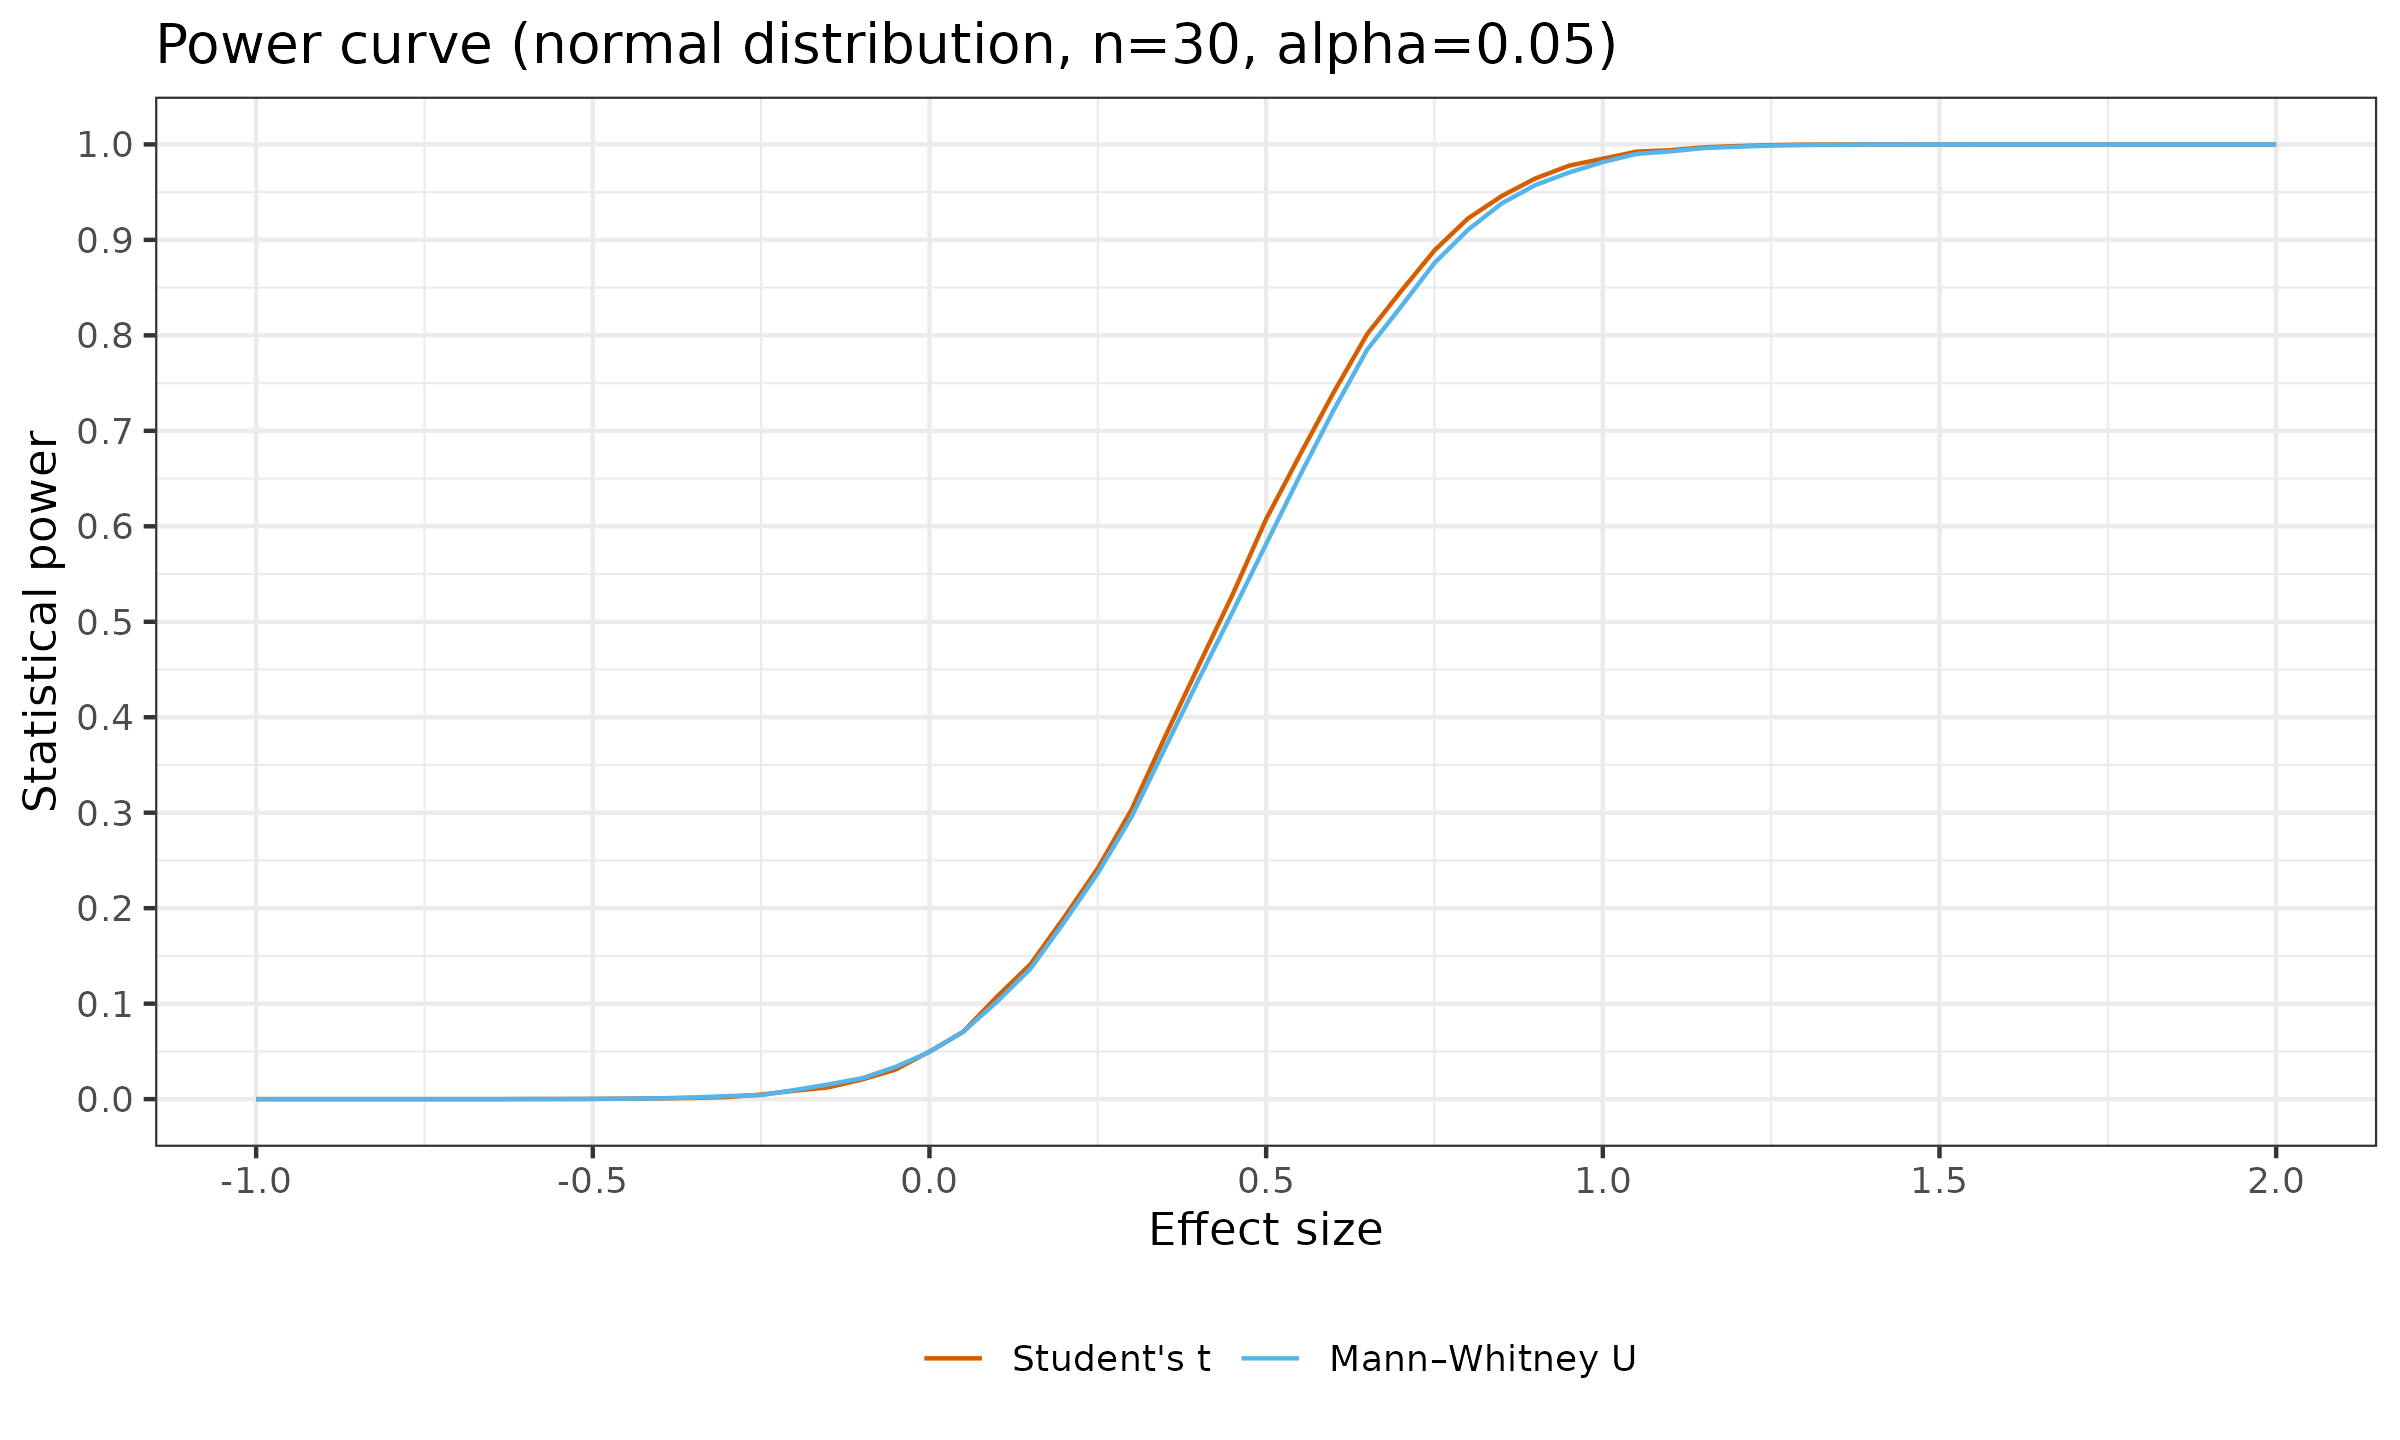 Power curve (normal distribution, n=30, alpha=0.05)
Statistical power
1.0
0.9
0.8
0.7
0.6
0.5
0.4
0.3
0.2
0.1
0.0
-1.0 -0.5 0.0 0.5 1.0 1.5 2.0
Effect size
Student's t Mann–Whitney U